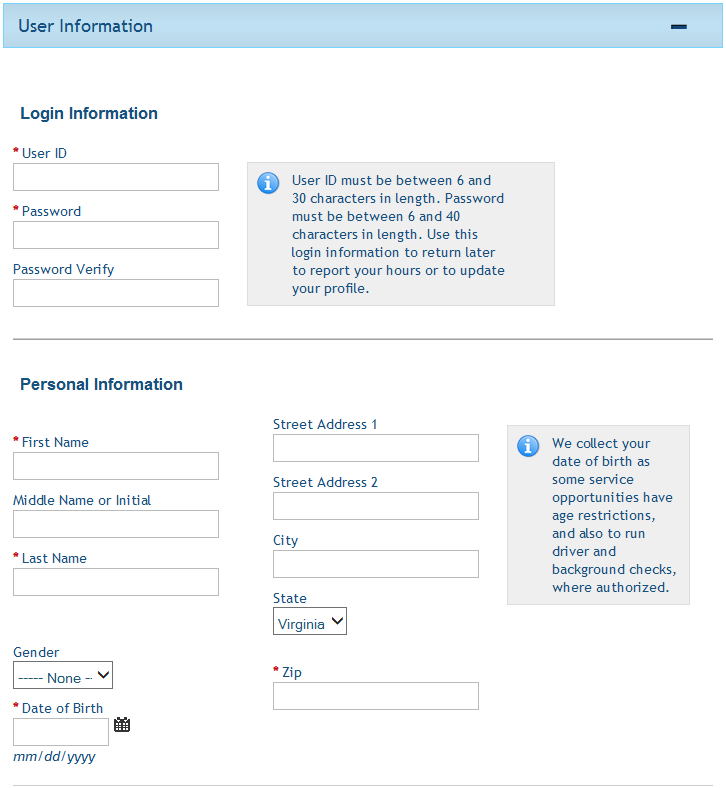 User Information
Login Information
* User ID
* Password
Password Verify
User ID must be between 6 and
30 characters in length. Password
must be between 6 and 40
characters in length. Use this
login information to return later
to report your hours or to update
your profile.
Personal Information
* First Name
Middle Name or Initial
* Last Name
Gender
----- None --
* Date of Birth
mm/dd/yyyy
Street Address 1
Street Address 2
City
State
Virginia
* Zip
We collect your
date of birth as
some service
opportunities have
age restrictions,
and also to run
driver and
background checks,
where authorized.